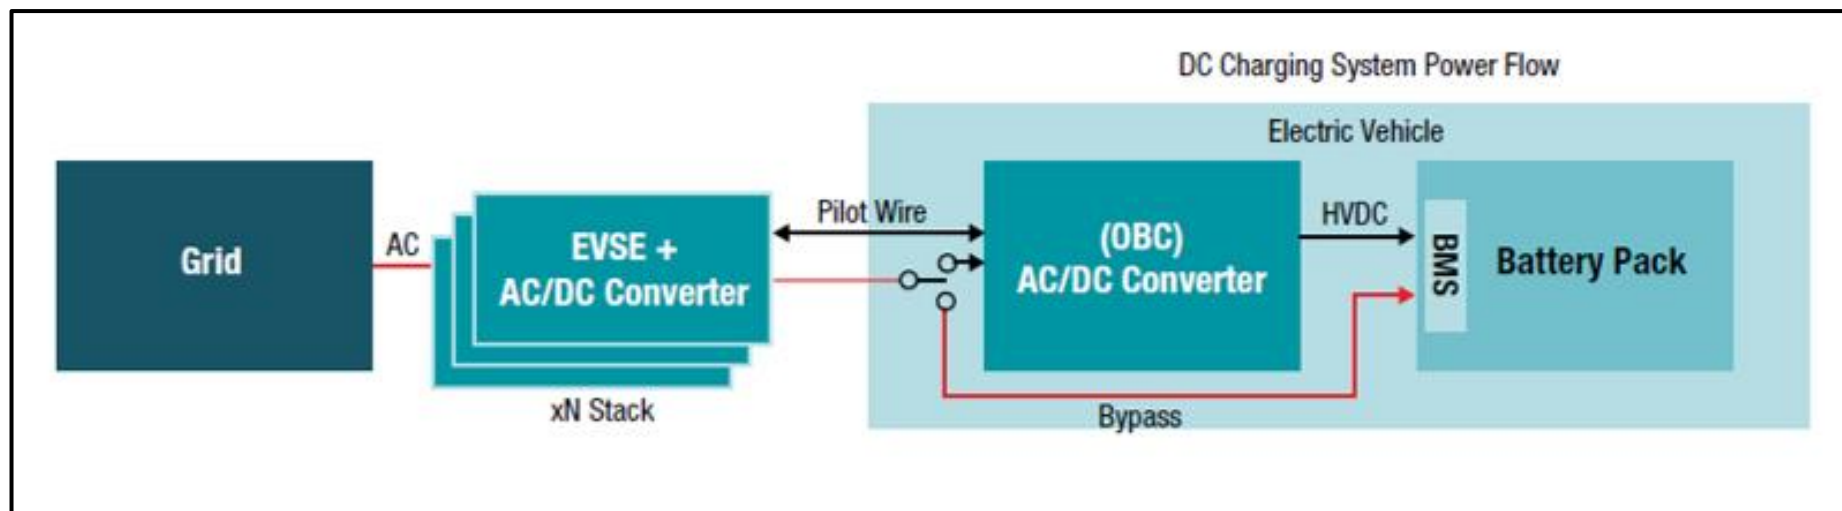 DC Charging System Power Flow
Electric Vehicle
Grid
AC
EVSE +
AC/DC Converter
xN Stack
Pilot Wire
(OBC)
AC/DC Converter
HVDC
BMS
Battery Pack
Bypass